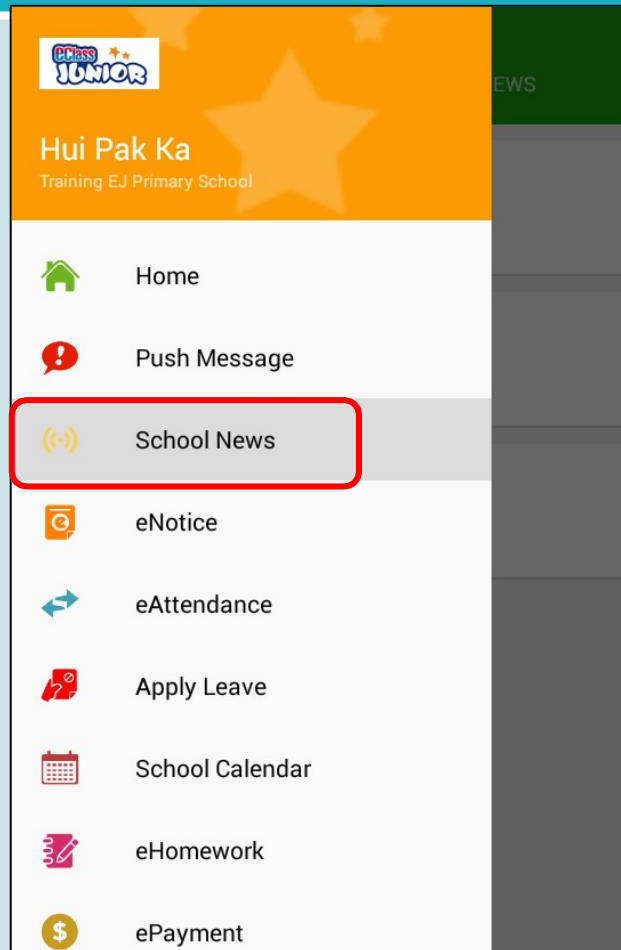 eClass
JUNIOR
EWS
Hui Pak Ka
Training EJ Primary School
Home
Push Message
School News
eNotice
eAttendance
Apply Leave
School Calendar
eHomework
ePayment